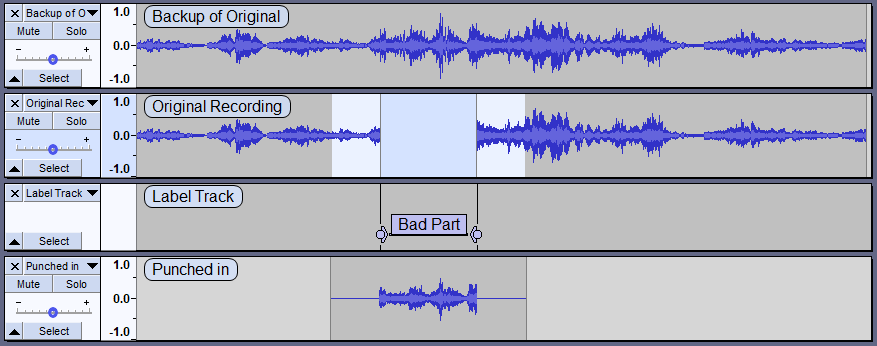 Backup of O
Backup of Original
Mute Solo
- +
Select
1.0
0.0
-1.0
Original Rec
Original Recording
Mute Solo
- +
Select
1.0
0.0
-1.0
Label Track
Label Track
Bad Part
Select
Punched in
Punched in
Mute Solo
- +
Select
1.0
0.0
-1.0